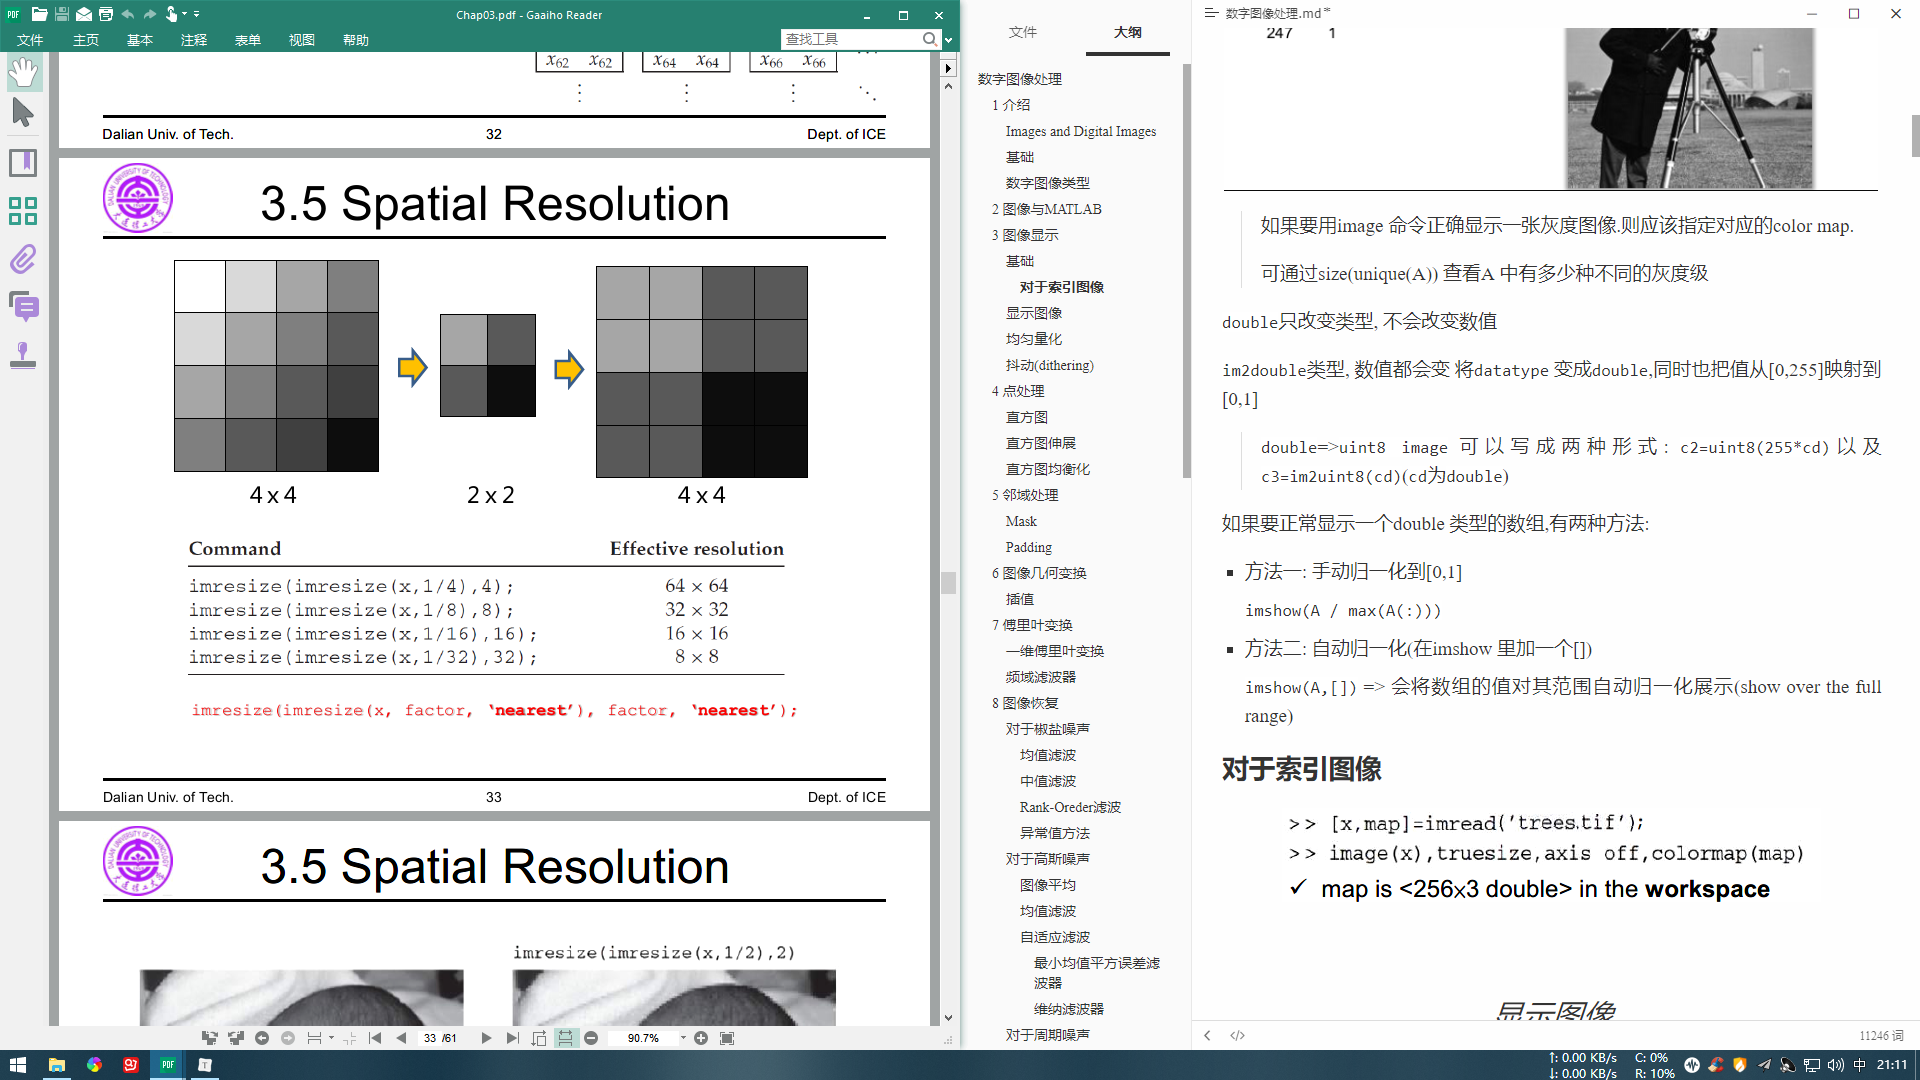 Chap03.pdf - Gaaiho Reader
文件 主页 基本 注释 表单 视图 帮助
查找工具
x62 x62 x64 x64 x66 x66 ...
⋮ ⋮ ⋮ ⋱
Dalian Univ. of Tech. 32 Dept. of ICE
3.5 Spatial Resolution
4 x 4 2 x 2 4 x 4
Command Effective resolution
imresize(imresize(x,1/4),4); 64 × 64
imresize(imresize(x,1/8),8); 32 × 32
imresize(imresize(x,1/16),16); 16 × 16
imresize(imresize(x,1/32),32); 8 × 8
imresize(imresize(x, factor, ‘nearest’), factor, ‘nearest’);
Dalian Univ. of Tech. 33 Dept. of ICE
3.5 Spatial Resolution
imresize(imresize(x,1/2),2)
33 /61
90.7%
文件 大纲
数字图像处理
1 介绍
Images and Digital Images
基础
数字图像类型
2 图像与MATLAB
3 图像显示
基础
对于索引图像
显示图像
均匀量化
抖动(dithering)
4 点处理
直方图
直方图伸展
直方图均衡化
5 邻域处理
Mask
Padding
6 图像几何变换
插值
7 傅里叶变换
一维傅里叶变换
频域滤波器
8 图像恢复
对于椒盐噪声
均值滤波
中值滤波
Rank-Oreder滤波
异常值方法
对于高斯噪声
图像平均
均值滤波
自适应滤波
最小均值平方误差滤
波器
维纳滤波器
对于周期噪声
数字图像处理.md*
247 1
如果要用image 命令正确显示一张灰度图像.则应该指定对应的color map.
可通过size(unique(A)) 查看A 中有多少种不同的灰度级
double只改变类型, 不会改变数值
im2double类型, 数值都会变 将datatype 变成double,同时也把值从[0,255]映射到
[0,1]
double=>uint8 image 可以写成两种形式: c2=uint8(255*cd) 以及
c3=im2uint8(cd)(cd为double)
如果要正常显示一个double 类型的数组,有两种方法:
方法一: 手动归一化到[0,1]
imshow(A / max(A(:)))
方法二: 自动归一化(在imshow 里加一个[])
imshow(A,[]) => 会将数组的值对其范围自动归一化展示(show over the full
range)
对于索引图像
>> [x,map]=imread('trees.tif');
>> image(x),truesize,axis off,colormap(map)
✓ map is <256x3 double> in the workspace
显示图像
11246 词
↑: 0.00 KB/s C: 0%
↓: 0.00 KB/s R: 10%
中 21:11